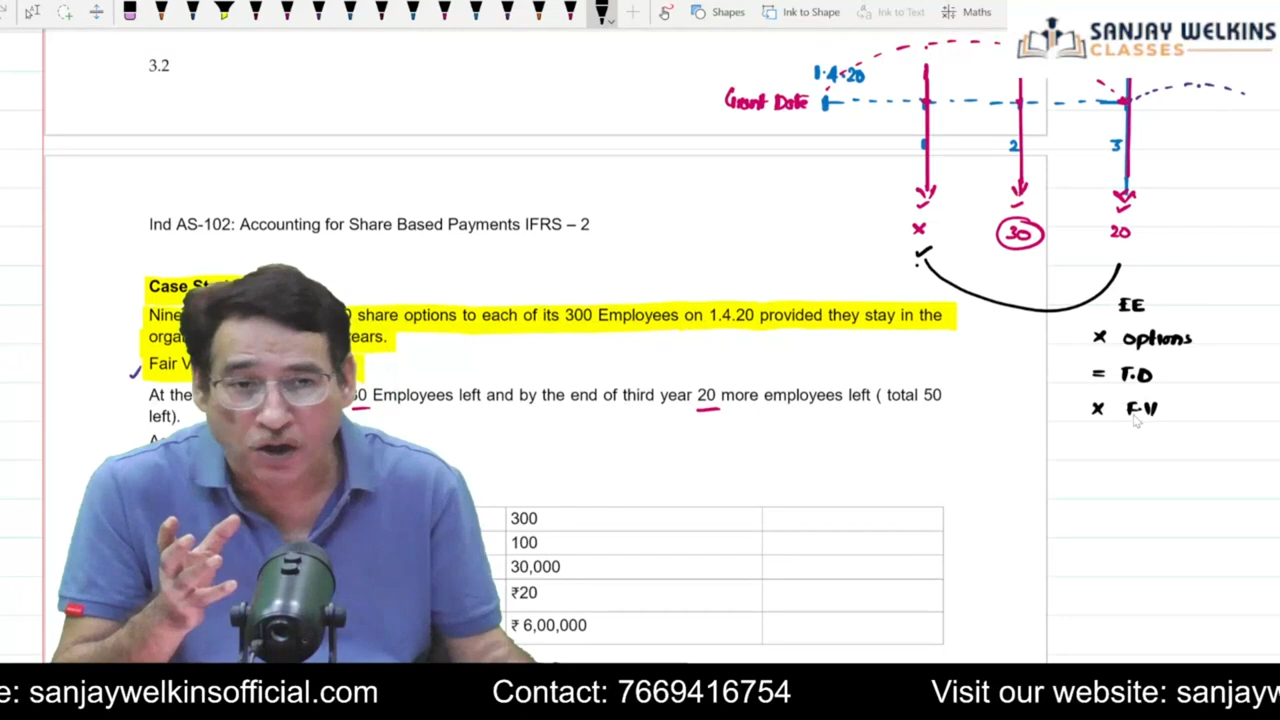 Shapes Ink to Shape Ink to Text Maths
SANJAY WELKINS
CLASSES
3.2
1.4.20
Grant Date
1 2 3
x 30 20
Ind AS-102: Accounting for Share Based Payments IFRS – 2
Case
share options to each of its 300 Employees on 1.4.20 provided they stay in the
Fair
At the Employees left and by the end of third year 20 more employees left ( total 50
left).
EE
x options
= T.O
x F.V
300
100
30,000
₹20
₹ 6,00,000
e: sanjaywelkinsofficial.com Contact: 7669416754 Visit our website: sanjayw